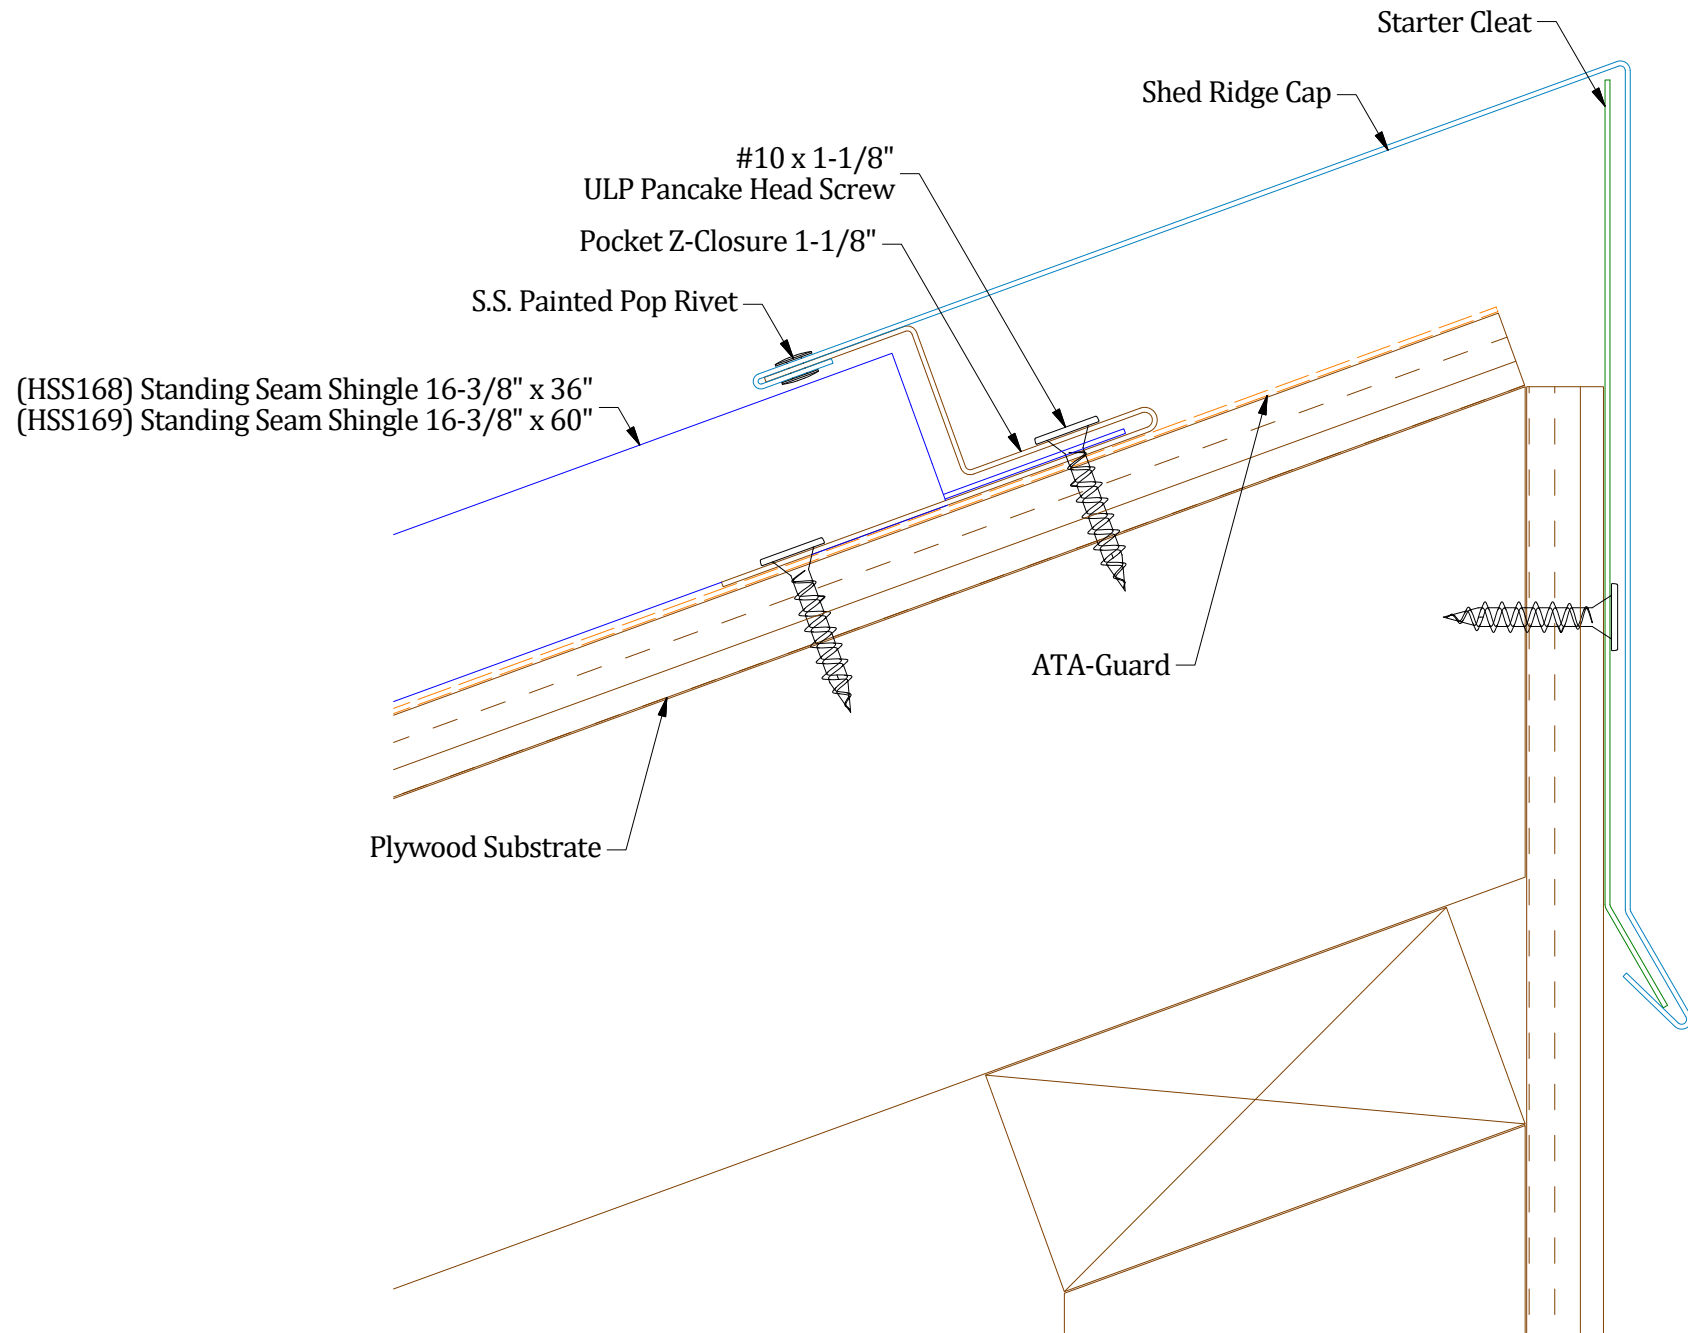 Starter Cleat
Shed Ridge Cap
#10 x 1-1/8"
ULP Pancake Head Screw
Pocket Z-Closure 1-1/8"
S.S. Painted Pop Rivet
(HSS168) Standing Seam Shingle 16-3/8" x 36"
(HSS169) Standing Seam Shingle 16-3/8" x 60"
ATA-Guard
Plywood Substrate